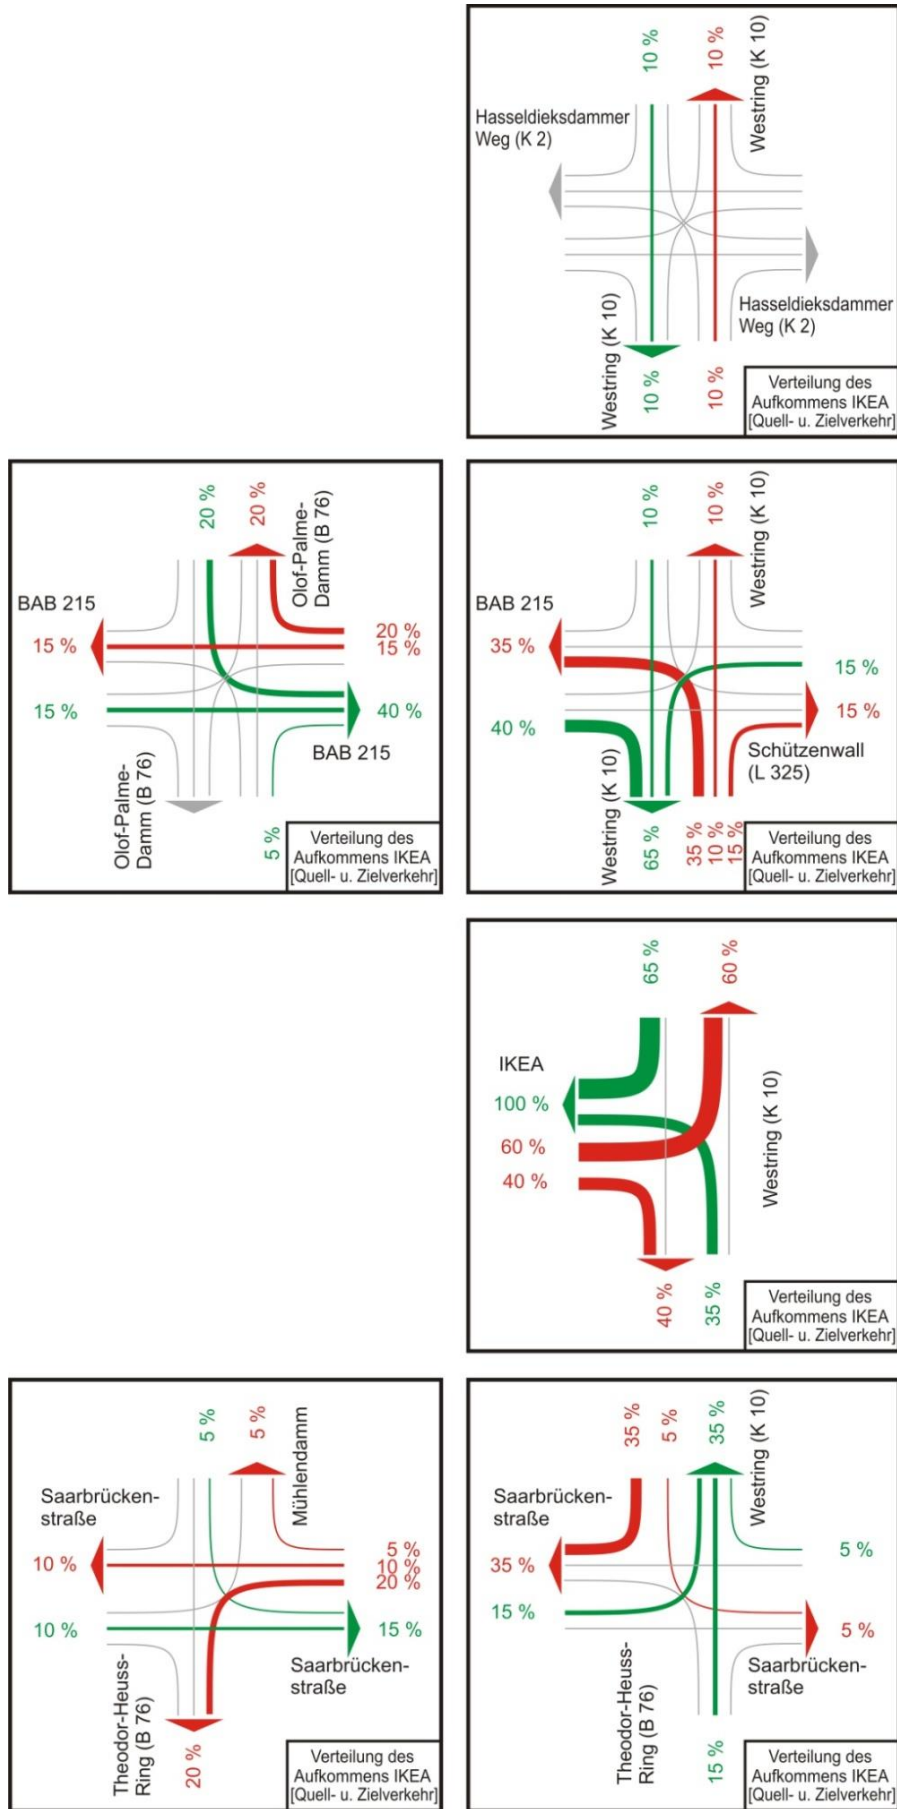 10 %
10 %
Westring (K 10)
Hasseldieksdammer
Weg (K 2)
Hasseldieksdammer
Weg (K 2)
Westring (K 10)
10 %
10 %
Verteilung des
Aufkommens IKEA
[Quell- u. Zielverkehr]
20 %
20 %
Olof-Palme-
Damm (B 76)
BAB 215
15 %
20 %
15 %
15 %
40 %
BAB 215
Olof-Palme-
Damm (B 76)
5 %
Verteilung des
Aufkommens IKEA
[Quell- u. Zielverkehr]
10 %
10 %
Westring (K 10)
BAB 215
35 %
15 %
40 %
15 %
Schützenwall
(L 325)
Westring (K 10)
65 %
35 %
10 %
15 %
Verteilung des
Aufkommens IKEA
[Quell- u. Zielverkehr]
65 %
60 %
IKEA
100 %
60 %
40 %
Westring (K 10)
40 %
35 %
Verteilung des
Aufkommens IKEA
[Quell- u. Zielverkehr]
5 %
5 %
Mühlendamm
Saarbrücken-
straße
10 %
5 %
10 %
20 %
10 %
15 %
Saarbrücken-
straße
Theodor-Heuss-
Ring (B 76)
20 %
Verteilung des
Aufkommens IKEA
[Quell- u. Zielverkehr]
35 %
5 %
35 %
Westring (K 10)
Saarbrücken-
straße
35 %
5 %
15 %
5 %
Saarbrücken-
straße
Theodor-Heuss-
Ring (B 76)
15 %
Verteilung des
Aufkommens IKEA
[Quell- u. Zielverkehr]